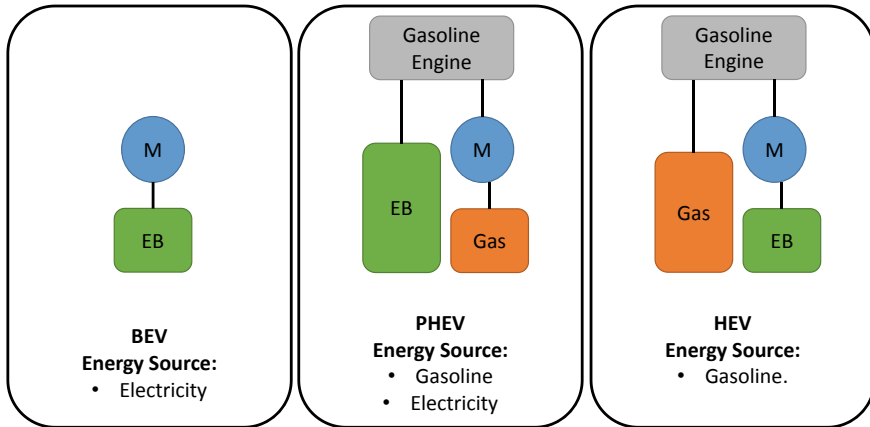 M
EB
BEV
Energy Source:
• Electricity
Gasoline
Engine
M
EB
Gas
PHEV
Energy Source:
• Gasoline
• Electricity
Gasoline
Engine
M
Gas
EB
HEV
Energy Source:
• Gasoline.